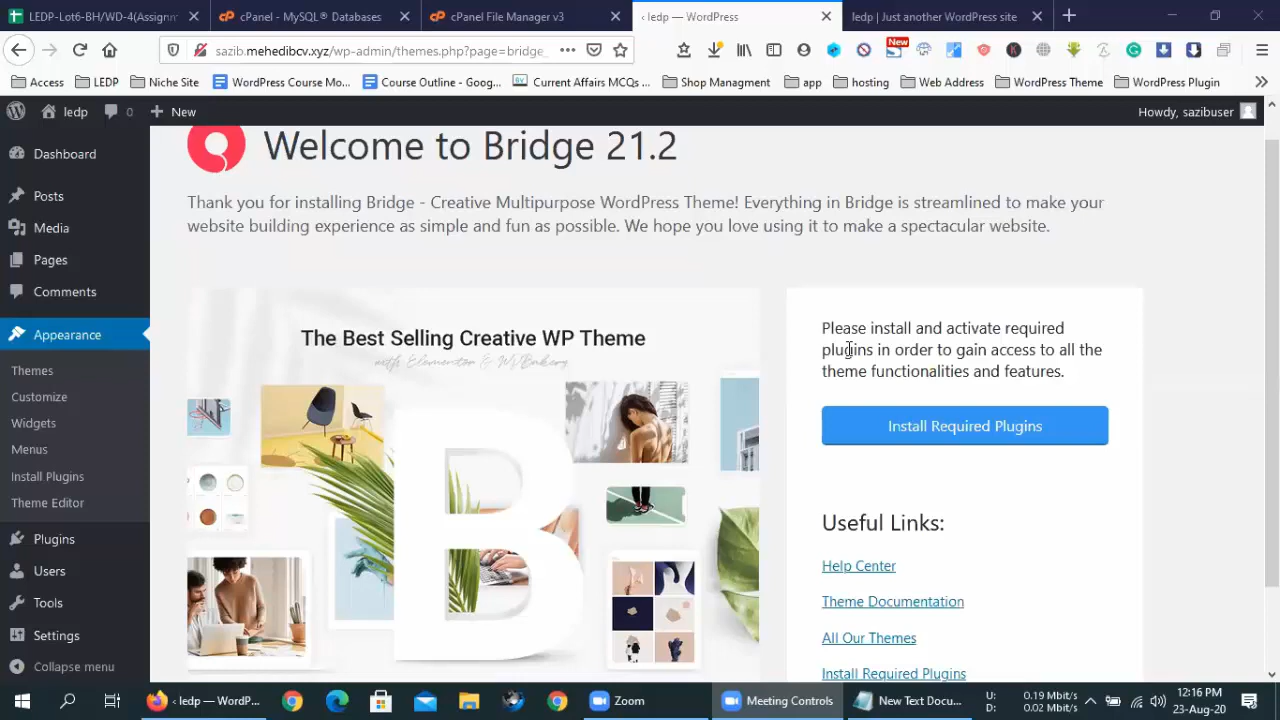 LEDP-Lot6-BH/WD-4(Assignm
cPanel - MySQL® Databases
cPanel File Manager v3
‹ ledp — WordPress
ledp | Just another WordPress site
sazib.mehedibcv.xyz/wp-admin/themes.php?page=bridge_
New
Access
LEDP
Niche Site
WordPress Course Mo...
Course Outline - Goog...
Current Affairs MCQs ...
Shop Managment
app
hosting
Web Address
WordPress Theme
WordPress Plugin
ledp
0
New
Howdy, sazibuser
Dashboard
Posts
Media
Pages
Comments
Appearance
Themes
Customize
Widgets
Menus
Install Plugins
Theme Editor
Plugins
Users
Tools
Settings
Collapse menu
Welcome to Bridge 21.2
Thank you for installing Bridge - Creative Multipurpose WordPress Theme! Everything in Bridge is streamlined to make your
website building experience as simple and fun as possible. We hope you love using it to make a spectacular website.
The Best Selling Creative WP Theme
with Elementor & WPBakery
B
Please install and activate required
plugins in order to gain access to all the
theme functionalities and features.
Install Required Plugins
Useful Links:
Help Center
Theme Documentation
All Our Themes
Install Required Plugins
‹ ledp — WordP...
Zoom
Meeting Controls
New Text Docu...
U: 0.19 Mbit/s
D: 0.02 Mbit/s
12:16 PM
23-Aug-20